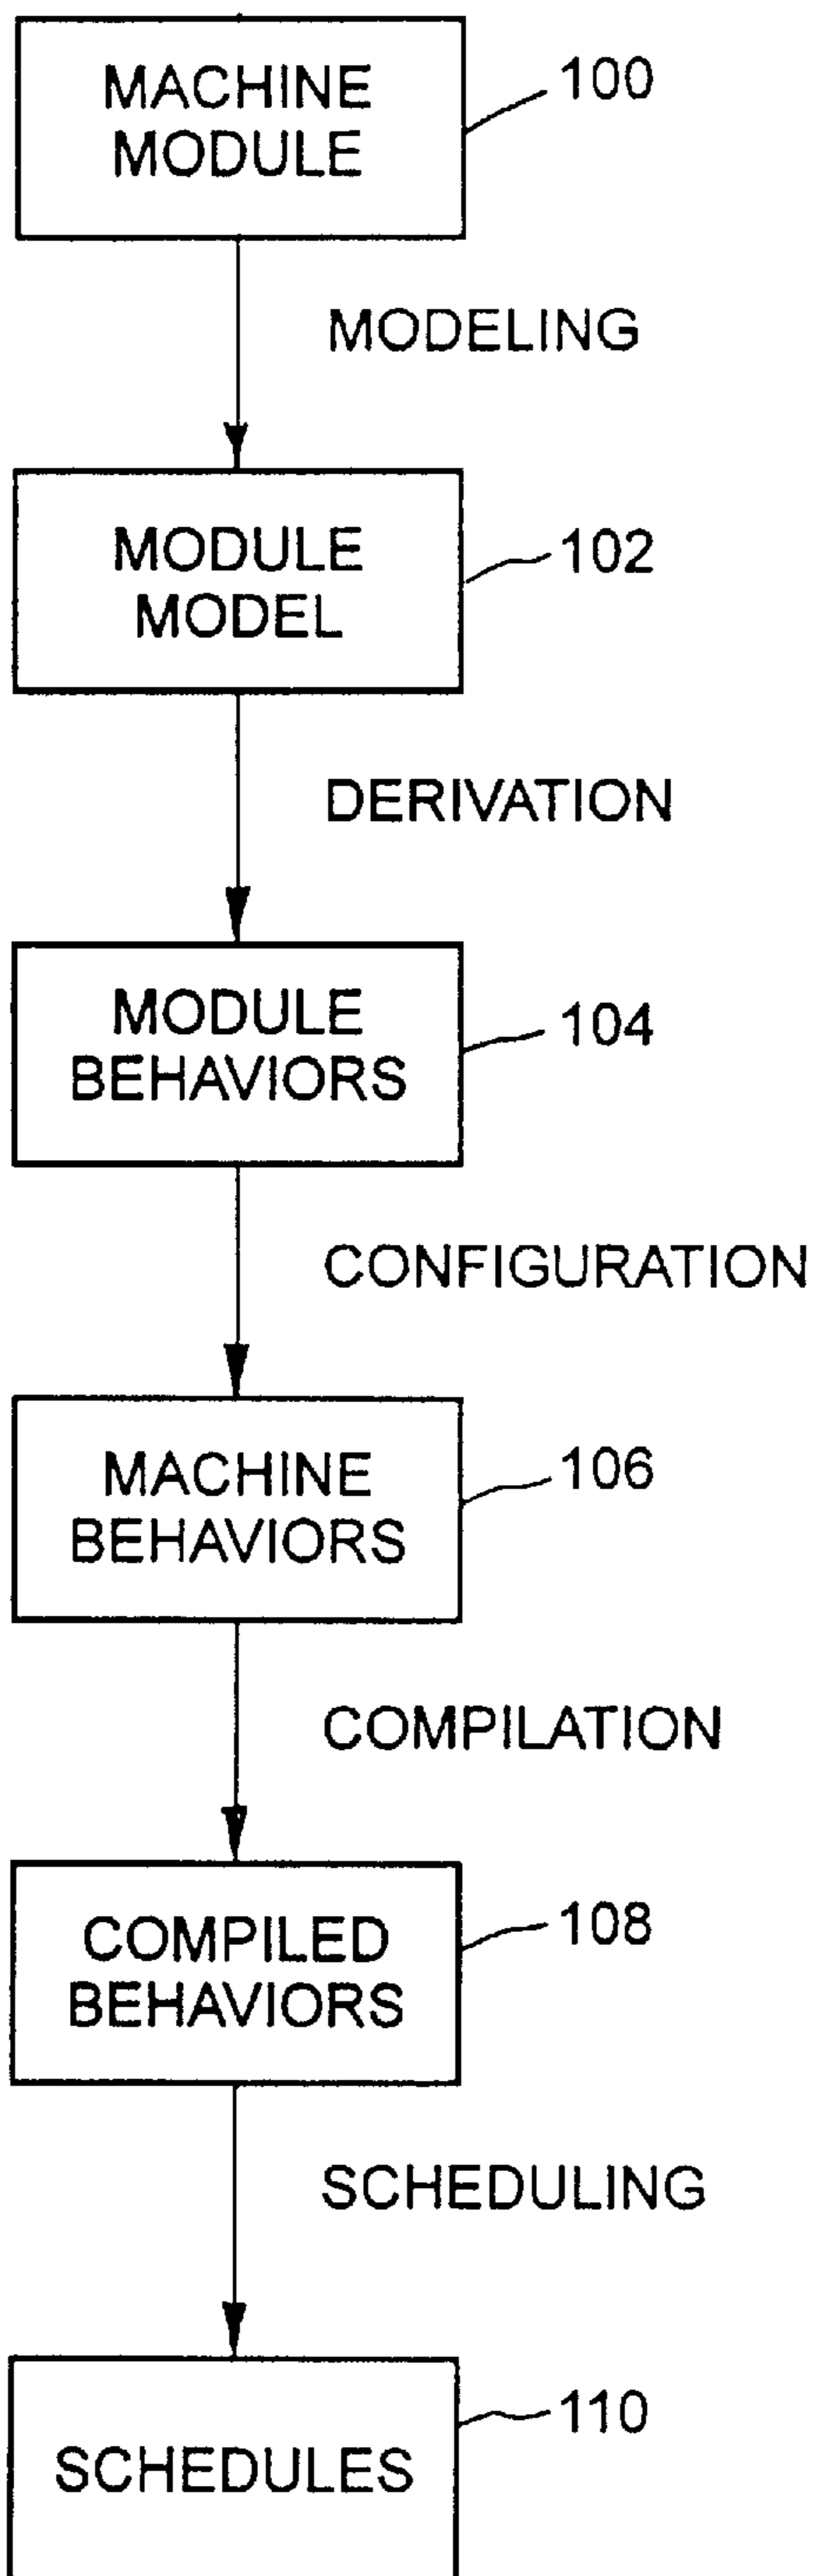 MACHINE
MODULE
100
MODELING
MODULE
MODEL
102
DERIVATION
MODULE
BEHAVIORS
104
CONFIGURATION
MACHINE
BEHAVIORS
106
COMPILATION
COMPILED
BEHAVIORS
108
SCHEDULING
SCHEDULES
110